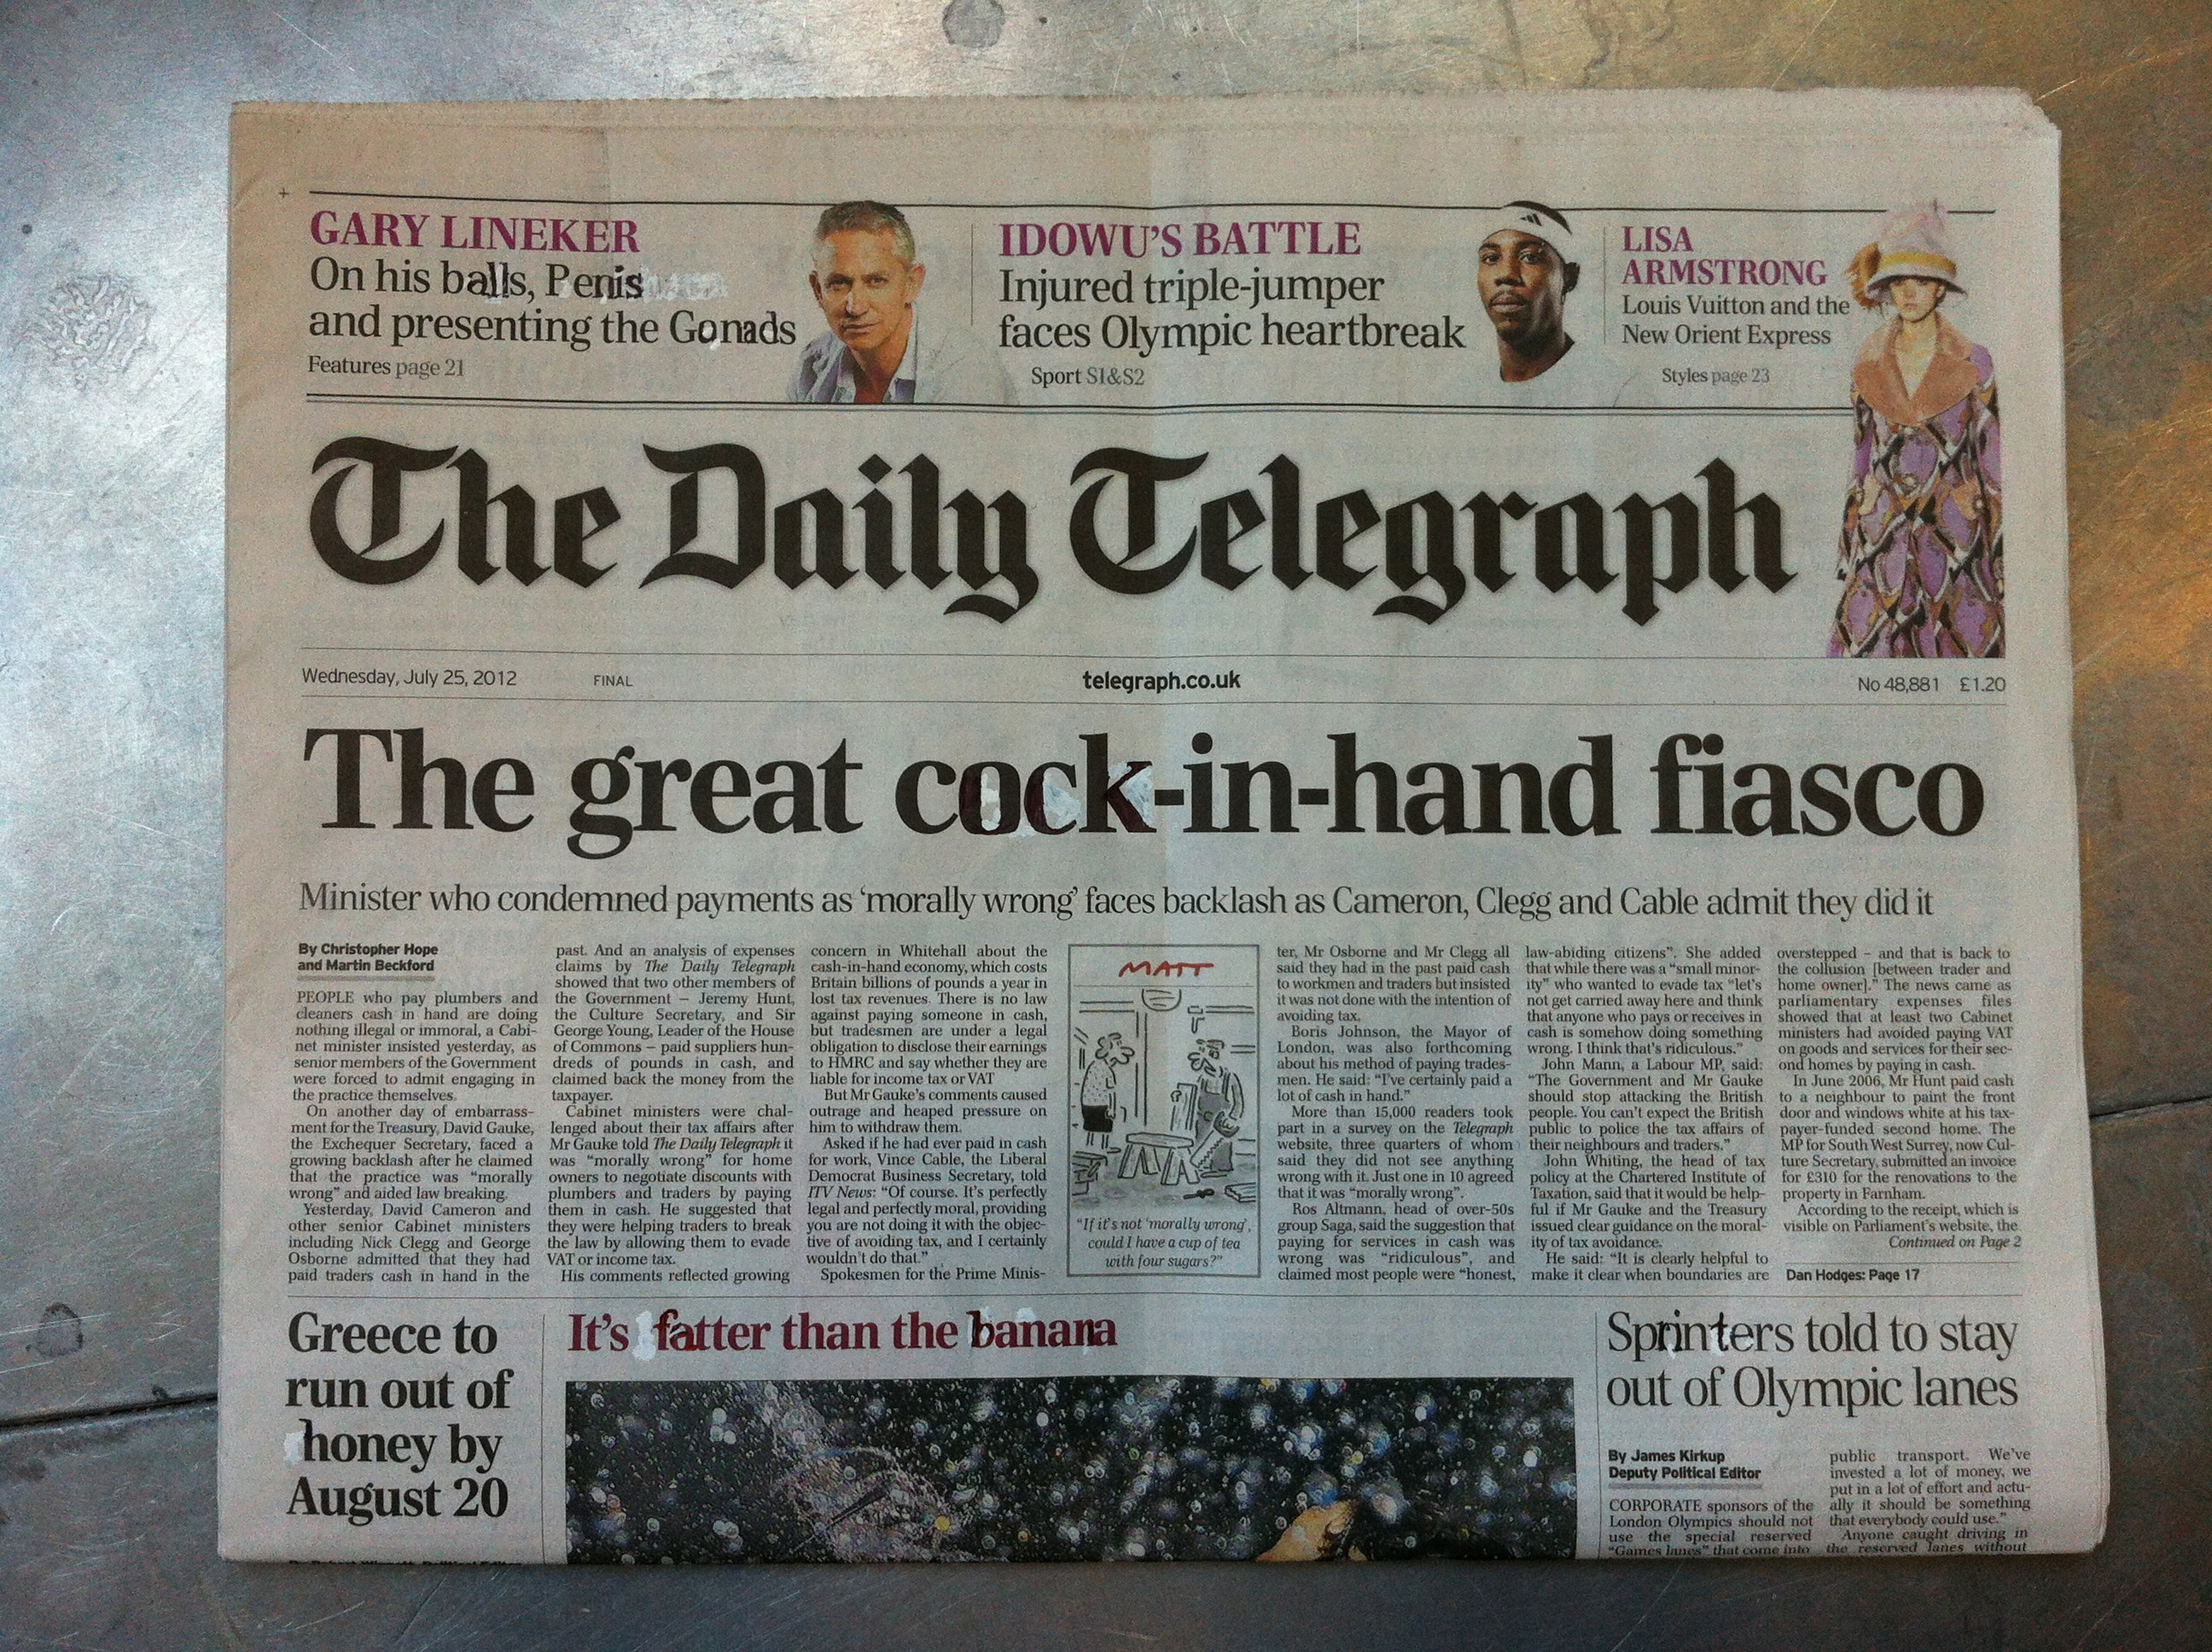 GARY LINEKER
On his balls, Penis
and presenting the Gonads
Features page 21
IDOWU'S BATTLE
Injured triple-jumper
faces Olympic heartbreak
Sport S1&S2
LISA
ARMSTRONG
Louis Vuitton and the
New Orient Express
Styles page 23
The Daily Telegraph
Wednesday, July 25, 2012 FINAL telegraph.co.uk No 48,881 £1.20
The great cock-in-hand fiasco
Minister who condemned payments as ‘morally wrong’ faces backlash as Cameron, Clegg and Cable admit they did it
By Christopher Hope
and Martin Beckford
PEOPLE who pay plumbers and
cleaners cash in hand are doing
nothing illegal or immoral, a Cabi-
net minister insisted yesterday, as
senior members of the Government
were forced to admit engaging in
the practice themselves.
On another day of embarrass-
ment for the Treasury, David Gauke,
the Exchequer Secretary, faced a
growing backlash after he claimed
that the practice was “morally
wrong” and aided law breaking.
Yesterday, David Cameron and
other senior Cabinet ministers
including Nick Clegg and George
Osborne admitted that they had
paid traders cash in hand in the
past. And an analysis of expenses
claims by The Daily Telegraph
showed that two other members of
the Government – Jeremy Hunt,
the Culture Secretary, and Sir
George Young, Leader of the House
of Commons – paid suppliers hun-
dreds of pounds in cash, and
claimed back the money from the
taxpayer.
Cabinet ministers were chal-
lenged about their tax affairs after
Mr Gauke told The Daily Telegraph it
was “morally wrong” for home
owners to negotiate discounts with
plumbers and traders by paying
them in cash. He suggested that
they were helping traders to break
the law by allowing them to evade
VAT or income tax.
His comments reflected growing
concern in Whitehall about the
cash-in-hand economy, which costs
Britain billions of pounds a year in
lost tax revenues. There is no law
against paying someone in cash,
but tradesmen are under a legal
obligation to disclose their earnings
to HMRC and say whether they are
liable for income tax or VAT
But Mr Gauke's comments caused
outrage and heaped pressure on
him to withdraw them.
Asked if he had ever paid in cash
for work, Vince Cable, the Liberal
Democrat Business Secretary, told
ITV News: “Of course. It's perfectly
legal and perfectly moral, providing
you are not doing it with the objec-
tive of avoiding tax, and I certainly
wouldn't do that.”
Spokesmen for the Prime Minis-
MATT
“If it's not ‘morally wrong’,
could I have a cup of tea
with four sugars?”
ter, Mr Osborne and Mr Clegg all
said they had in the past paid cash
to workmen and traders but insisted
it was not done with the intention of
avoiding tax.
Boris Johnson, the Mayor of
London, was also forthcoming
about his method of paying trades-
men. He said: “I've certainly paid a
lot of cash in hand.”
More than 15,000 readers took
part in a survey on the Telegraph
website, three quarters of whom
said they did not see anything
wrong with it. Just one in 10 agreed
that it was “morally wrong”.
Ros Altmann, head of over-50s
group Saga, said the suggestion that
paying for services in cash was
wrong was “ridiculous”, and
claimed most people were “honest,
law-abiding citizens”. She added
that while there was a “small minor-
ity” who wanted to evade tax “let's
not get carried away here and think
that anyone who pays or receives in
cash is somehow doing something
wrong. I think that's ridiculous.”
John Mann, a Labour MP, said:
“The Government and Mr Gauke
should stop attacking the British
people. You can't expect the British
public to police the tax affairs of
their neighbours and traders.”
John Whiting, the head of tax
policy at the Chartered Institute of
Taxation, said that it would be help-
ful if Mr Gauke and the Treasury
issued clear guidance on the moral-
ity of tax avoidance.
He said: “It is clearly helpful to
make it clear when boundaries are
overstepped – and that is back to
the collusion [between trader and
home owner].” The news came as
parliamentary expenses files
showed that at least two Cabinet
ministers had avoided paying VAT
on goods and services for their sec-
ond homes by paying in cash.
In June 2006, Mr Hunt paid cash
to a neighbour to paint the front
door and windows white at his tax-
payer-funded second home. The
MP for South West Surrey, now Cul-
ture Secretary, submitted an invoice
for £310 for the renovations to the
property in Farnham.
According to the receipt, which is
visible on Parliament's website, the
Continued on Page 2
Dan Hodges: Page 17
Greece to
run out of
honey by
August 20
It's fatter than the banana
Sprinters told to stay
out of Olympic lanes
By James Kirkup
Deputy Political Editor
CORPORATE sponsors of the
London Olympics should not
use the special reserved
“Games lanes” that come into
public transport. We've
invested a lot of money, we
put in a lot of effort and actu-
ally it should be something
that everybody could use.”
Anyone caught driving in
the reserved lanes without